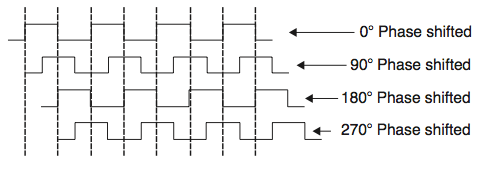 0° Phase shifted
90° Phase shifted
180° Phase shifted
270° Phase shifted